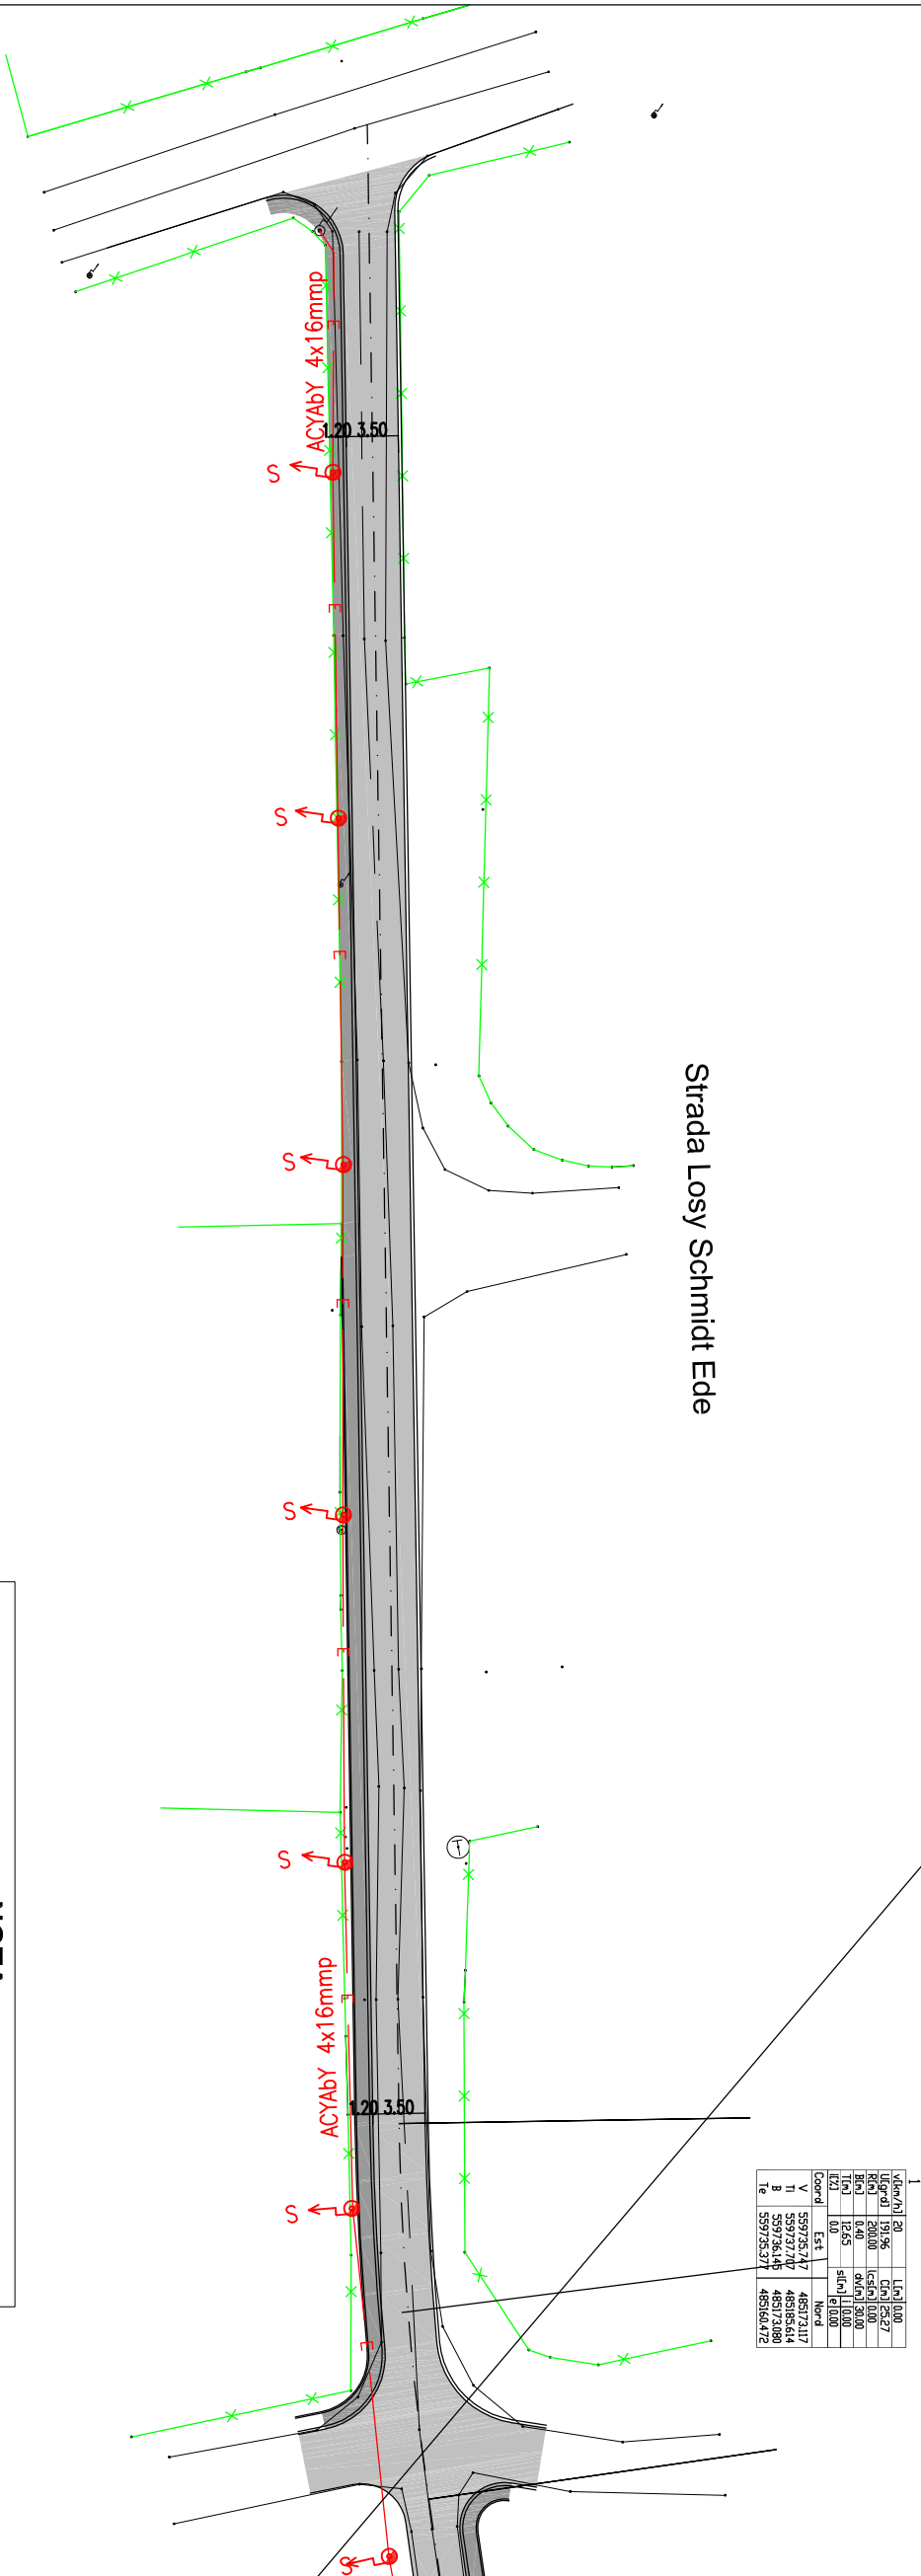 ACYAbY 4x16mmp
E
1.20 3.50
S
E
S
E
Strada Losy Schmidt Ede
S
E
S
E
T
S
ACYAbY 4x16mmp
E
1.20 3.50
1
v[km/h] 20 L[m] 0.00
U[grd] 191.96 C[m] 25.27
R[m] 200.00 lcs[m] 0.00
B[m] 0.40 dv[m] 30.00
T[m] 12.65 sl[m] i 0.00
i[%] 0.0 e 0.00
Coord Est Nord
V 559735.747 485173.117
Ti 559737.707 485185.614
B 559736.145 485173.080
Te 559735.377 485160.472
S
E
S